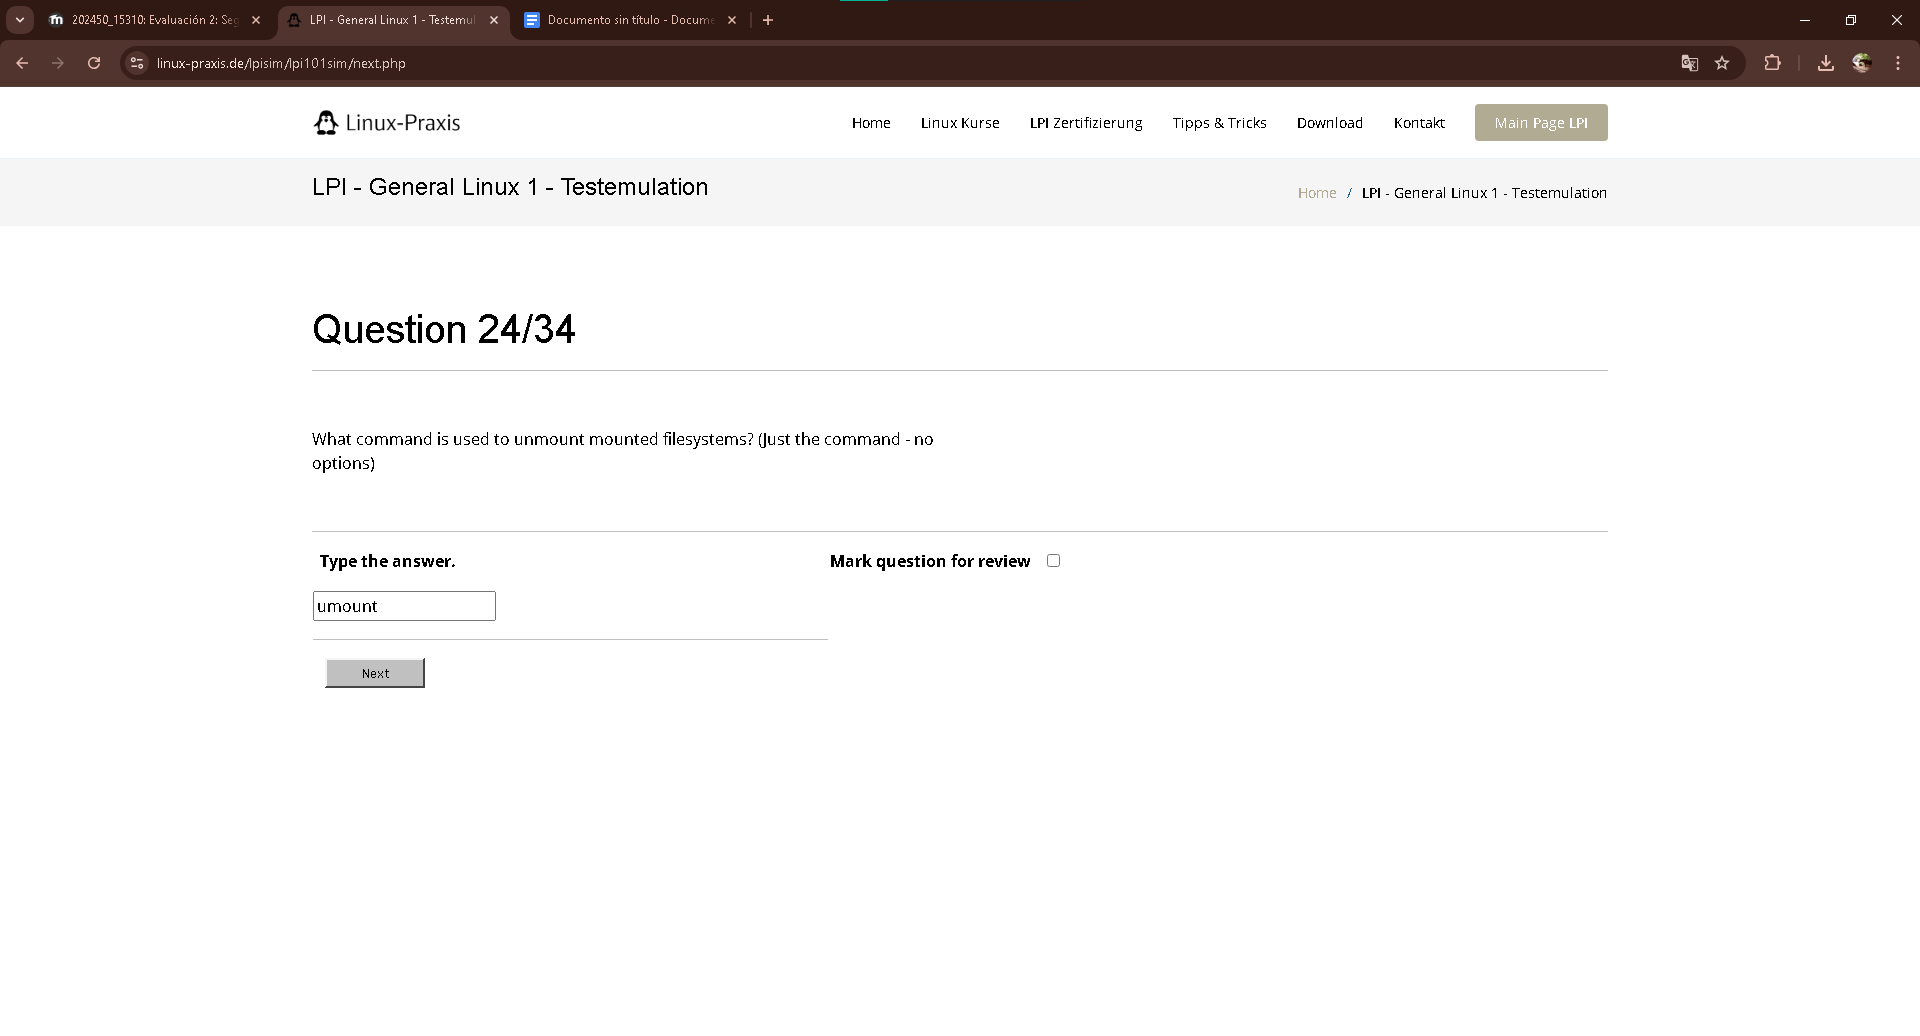 202450_15310: Evaluación 2: Seg
LPI - General Linux 1 - Testemul
Documento sin título - Docume
linux-praxis.de/lpisim/lpi101sim/next.php
Linux-Praxis
Home
Linux Kurse
LPI Zertifizierung
Tipps & Tricks
Download
Kontakt
Main Page LPI
LPI - General Linux 1 - Testemulation
Home / LPI - General Linux 1 - Testemulation
Question 24/34
What command is used to unmount mounted filesystems? (Just the command - no
options)
Type the answer.
Mark question for review
umount
Next